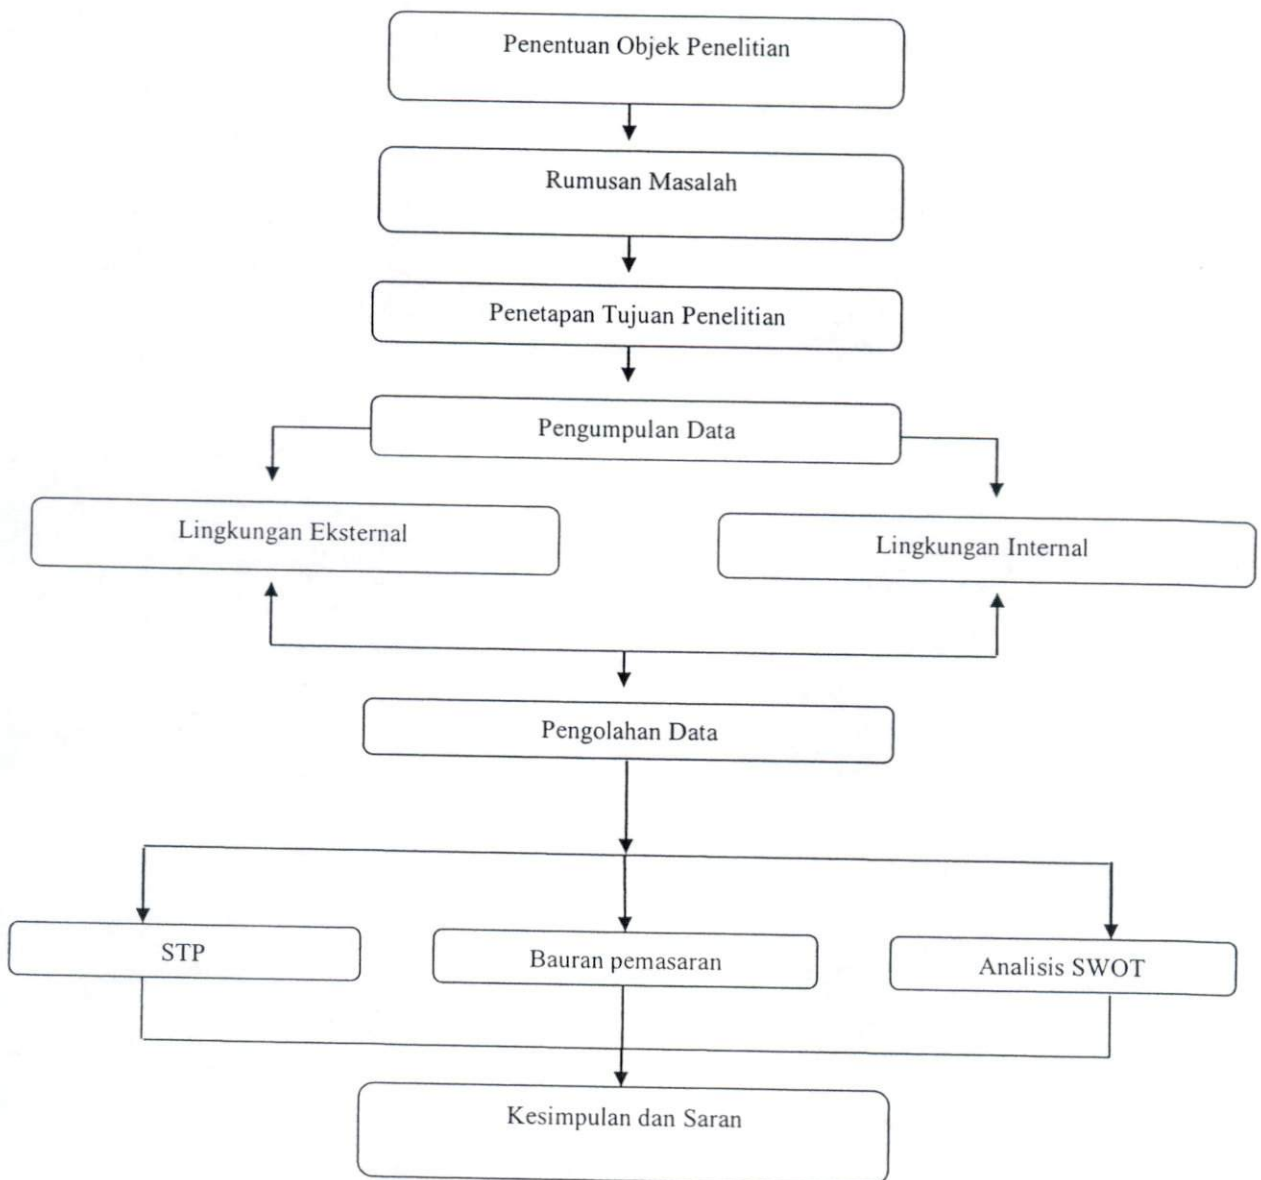 Penentuan Objek Penelitian
Rumusan Masalah
Penetapan Tujuan Penelitian
Pengumpulan Data
Lingkungan Eksternal
Lingkungan Internal
Pengolahan Data
STP
Bauran pemasaran
Analisis SWOT
Kesimpulan dan Saran